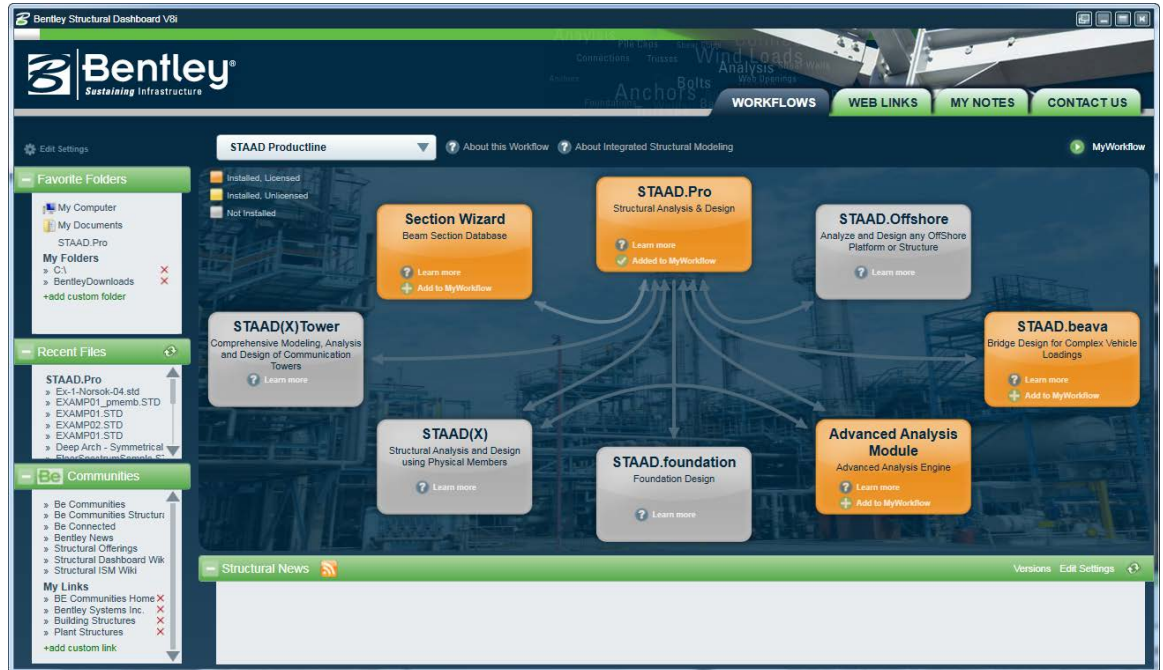 Bentley Structural Dashboard V8i
Analysis
Pile Caps
Connections Trusses Wind Loads
Analysis
Web Openings
Bolts
Anchors
Bentley®
Sustaining Infrastructure
WORKFLOWS WEB LINKS MY NOTES CONTACT US
Edit Settings
STAAD Productline About this Workflow About Integrated Structural Modeling MyWorkflow
Favorite Folders
My Computer
My Documents
STAAD.Pro
My Folders
» C:\
» BentleyDownloads
+add custom folder
Recent Files
STAAD.Pro
» Ex-1-Norsok-04.std
» EXAMP01_pmemb.STD
» EXAMP01.STD
» EXAMP02.STD
» EXAMP01.STD
» Deep Arch - Symmetrical
Be Communities
» Be Communities
» Be Communities Structura
» Be Connected
» Bentley News
» Structural Offerings
» Structural Dashboard Wik
» Structural ISM Wiki
My Links
» BE Communities Home
» Bentley Systems Inc.
» Building Structures
» Plant Structures
+add custom link
Installed, Licensed
Installed, Unlicensed
Not Installed
Section Wizard
Beam Section Database
Learn more
Add to MyWorkflow
STAAD.Pro
Structural Analysis & Design
Learn more
Added to MyWorkflow
STAAD.Offshore
Analyze and Design any OffShore
Platform or Structure
Learn more
STAAD(X)Tower
Comprehensive Modeling, Analysis
and Design of Communication
Towers
Learn more
STAAD.beava
Bridge Design for Complex Vehicle
Loadings
Learn more
Add to MyWorkflow
STAAD(X)
Structural Analysis and Design
using Physical Members
Learn more
STAAD.foundation
Foundation Design
Learn more
Advanced Analysis
Module
Advanced Analysis Engine
Learn more
Add to MyWorkflow
Structural News Versions Edit Settings